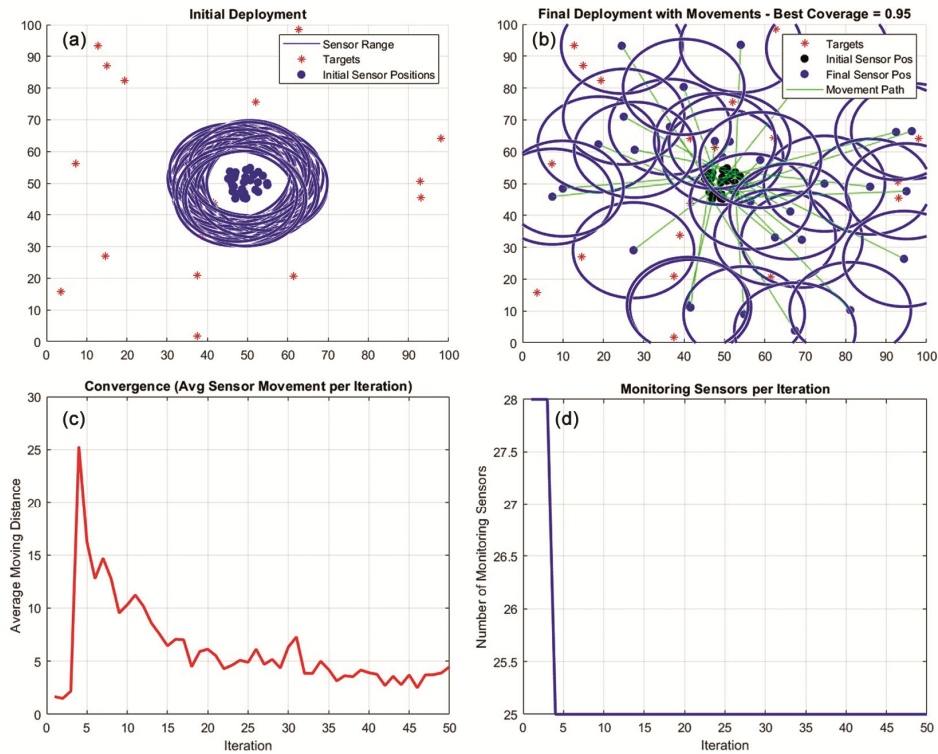 Initial Deployment
(a)
Sensor Range
Targets
Initial Sensor Positions
100
90
80
70
60
50
40
30
20
10
0
0 10 20 30 40 50 60 70 80 90 100
Final Deployment with Movements - Best Coverage = 0.95
(b)
Targets
Initial Sensor Pos
Final Sensor Pos
Movement Path
100
90
80
70
60
50
40
30
20
10
0
0 10 20 30 40 50 60 70 80 90 100
Convergence (Avg Sensor Movement per Iteration)
(c)
Average Moving Distance
30
25
20
15
10
5
0
0 5 10 15 20 25 30 35 40 45 50
Iteration
Monitoring Sensors per Iteration
(d)
Number of Monitoring Sensors
28
27.5
27
26.5
26
25.5
25
0 5 10 15 20 25 30 35 40 45 50
Iteration